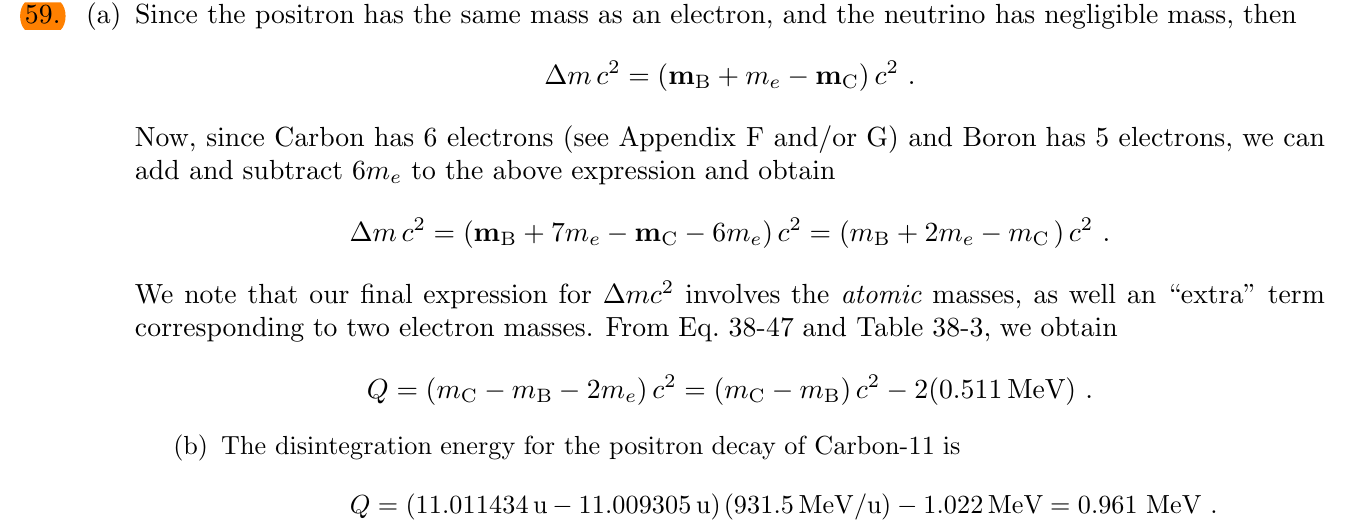 59. (a) Since the positron has the same mass as an electron, and the neutrino has negligible mass, then
Δm c² = (𝐦_B + m_e − 𝐦_C) c² .
Now, since Carbon has 6 electrons (see Appendix F and/or G) and Boron has 5 electrons, we can
add and subtract 6m_e to the above expression and obtain
Δm c² = (𝐦_B + 7m_e − 𝐦_C − 6m_e) c² = (m_B + 2m_e − m_C) c² .
We note that our final expression for Δmc² involves the atomic masses, as well an “extra” term
corresponding to two electron masses. From Eq. 38-47 and Table 38-3, we obtain
Q = (m_C − m_B − 2m_e) c² = (m_C − m_B) c² − 2(0.511 MeV) .
(b) The disintegration energy for the positron decay of Carbon-11 is
Q = (11.011434 u − 11.009305 u) (931.5 MeV/u) − 1.022 MeV = 0.961 MeV .